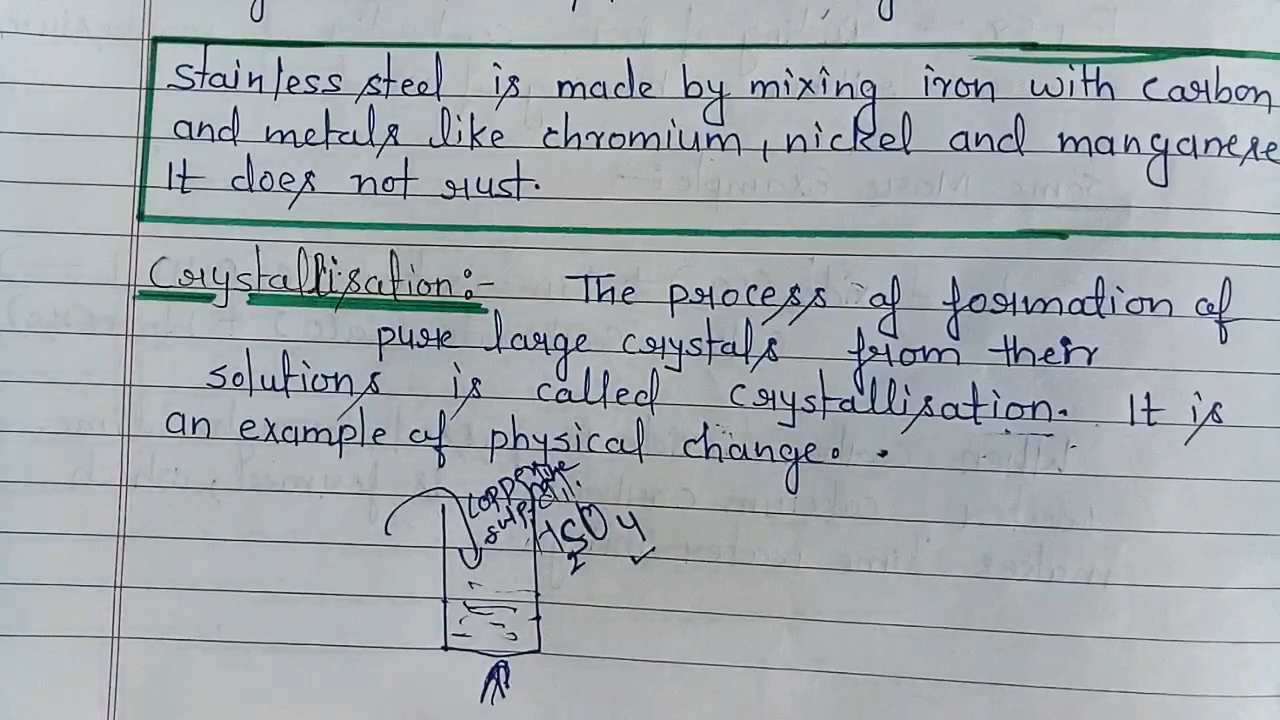 Stainless steel is made by mixing iron with carbon
and metals like chromium, nickel and manganese
It does not rust.
Crystallisation:- The process of formation of
pure large crystals from their
solutions is called crystallisation. It is
an example of physical change.
copper
H2SO4